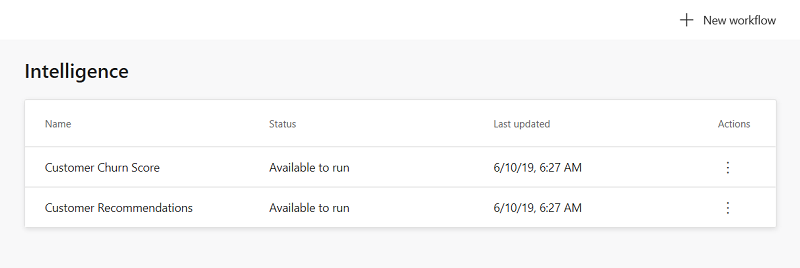 New workflow
Intelligence
Name Status Last updated Actions
Customer Churn Score Available to run 6/10/19, 6:27 AM
Customer Recommendations Available to run 6/10/19, 6:27 AM